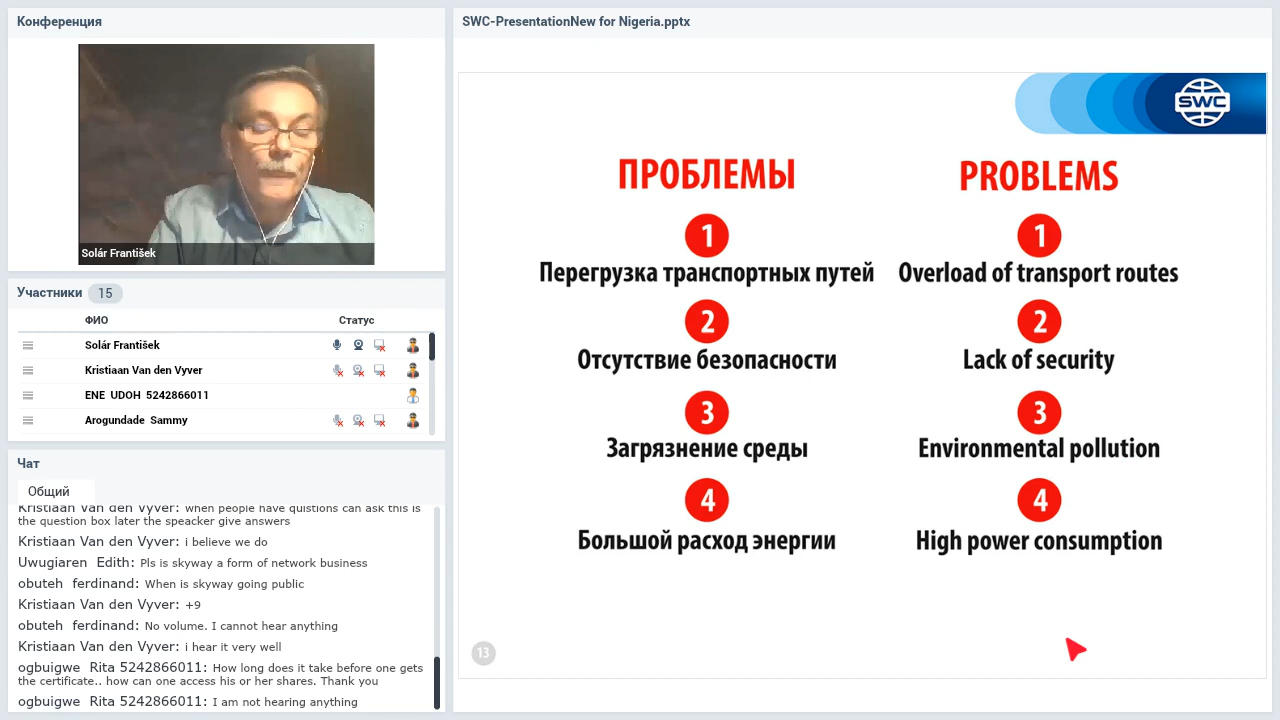 Конференция
Solár František
Участники 15
ФИО Статус
Solár František
Kristiaan Van den Vyver
ENE UDOH 5242866011
Arogundade Sammy
Чат
Общий
Kristiaan Van den Vyver: when people have quistions can ask this is
the question box later the speacker give answers
Kristiaan Van den Vyver: i believe we do
Uwugiaren Edith: Pls is skyway a form of network business
obuteh ferdinand: When is skyway going public
Kristiaan Van den Vyver: +9
obuteh ferdinand: No volume. I cannot hear anything
Kristiaan Van den Vyver: i hear it very well
ogbuigwe Rita 5242866011: How long does it take before one gets
the certificate.. how can one access his or her shares. Thank you
ogbuigwe Rita 5242866011: I am not hearing anything
SWC-PresentationNew for Nigeria.pptx
SWC
ПРОБЛЕМЫ
1
Перегрузка транспортных путей
2
Отсутствие безопасности
3
Загрязнение среды
4
Большой расход энергии
PROBLEMS
1
Overload of transport routes
2
Lack of security
3
Environmental pollution
4
High power consumption
13